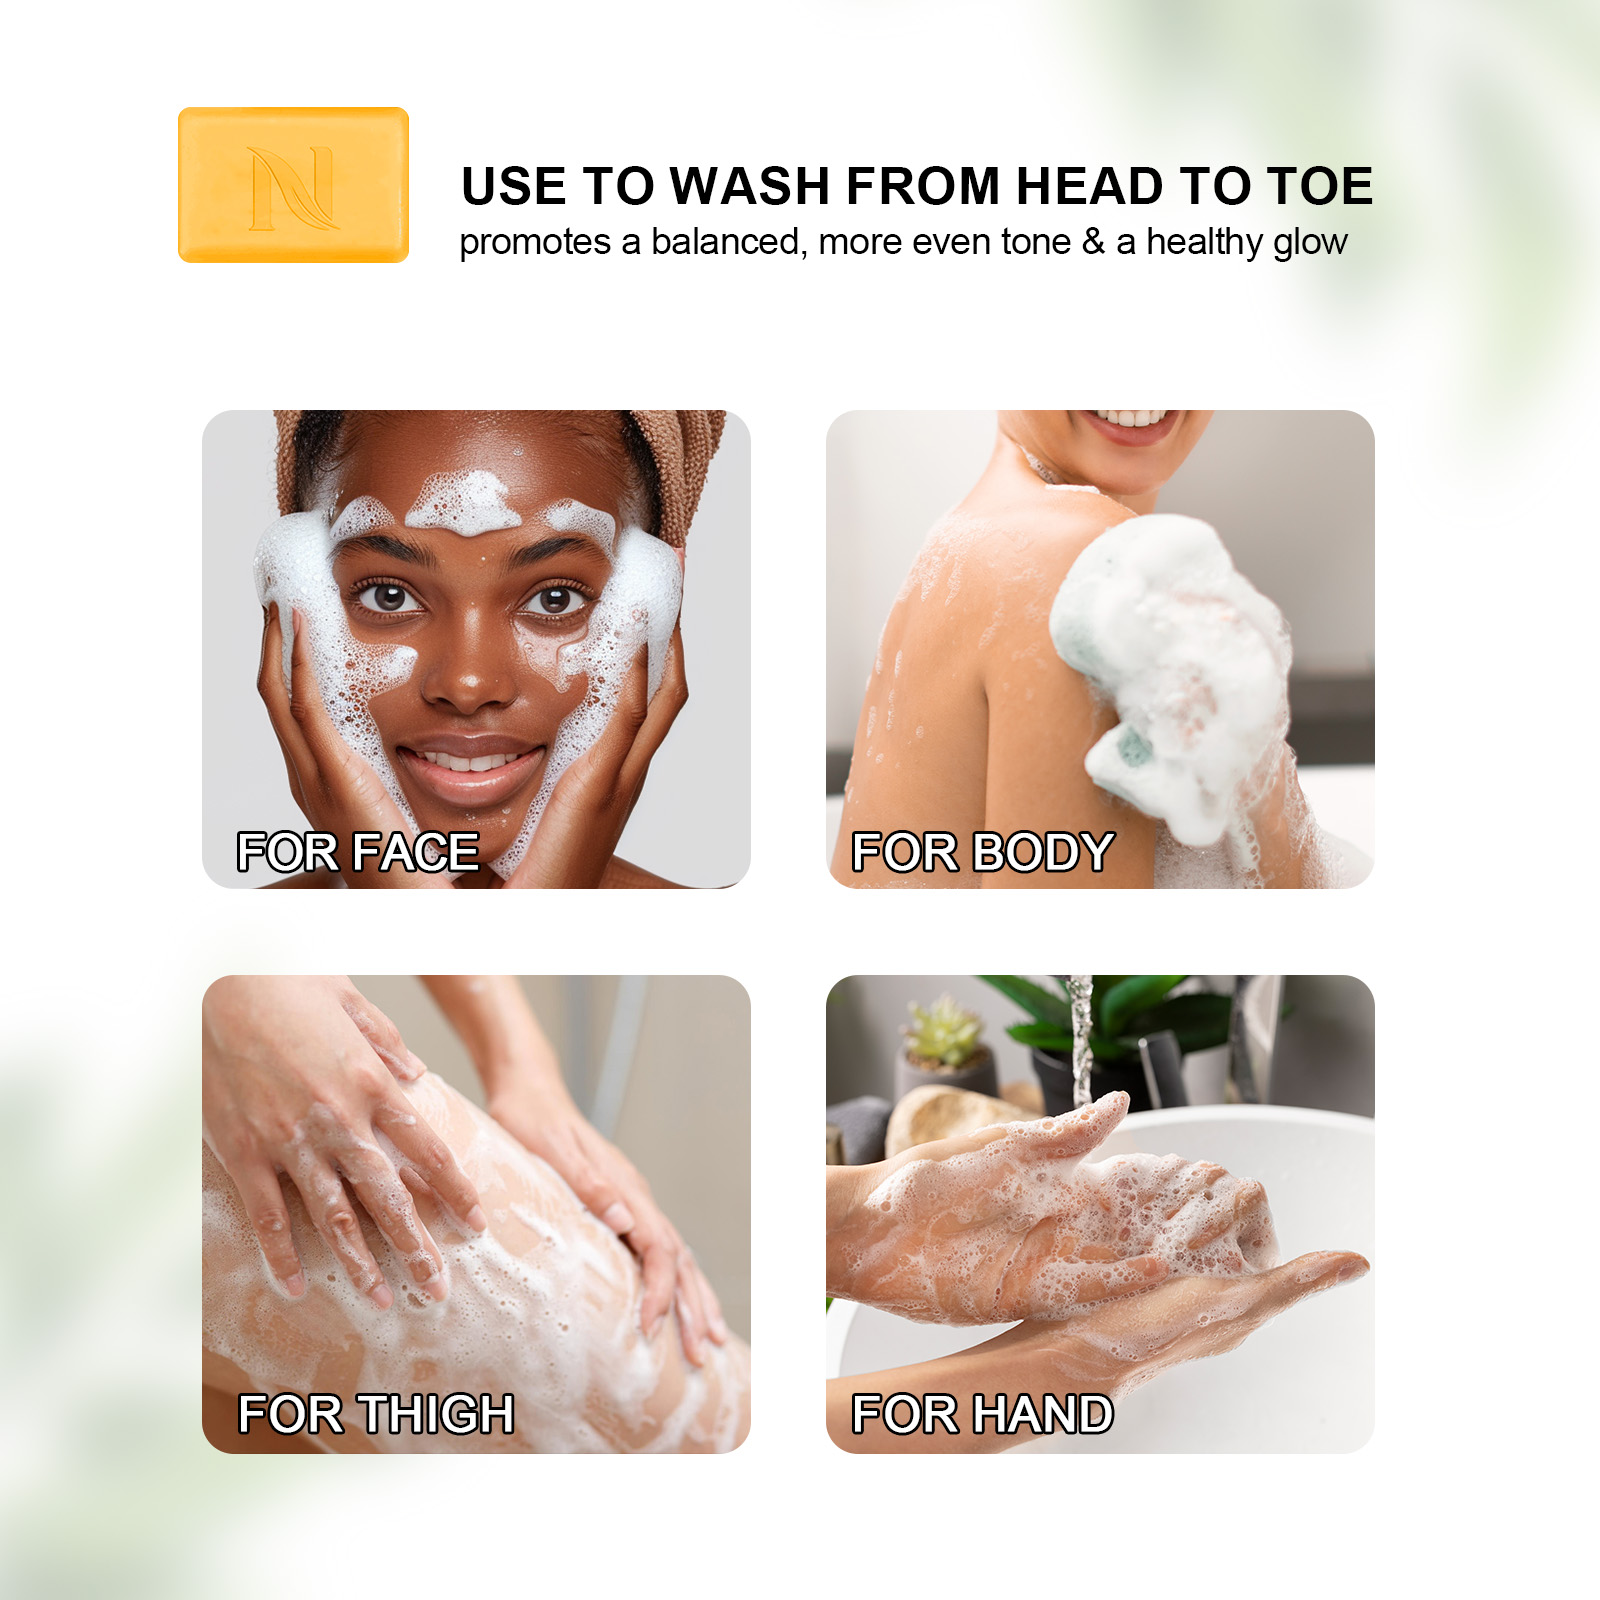 N
USE TO WASH FROM HEAD TO TOE
promotes a balanced, more even tone & a healthy glow
FOR FACE
FOR BODY
FOR THIGH
FOR HAND